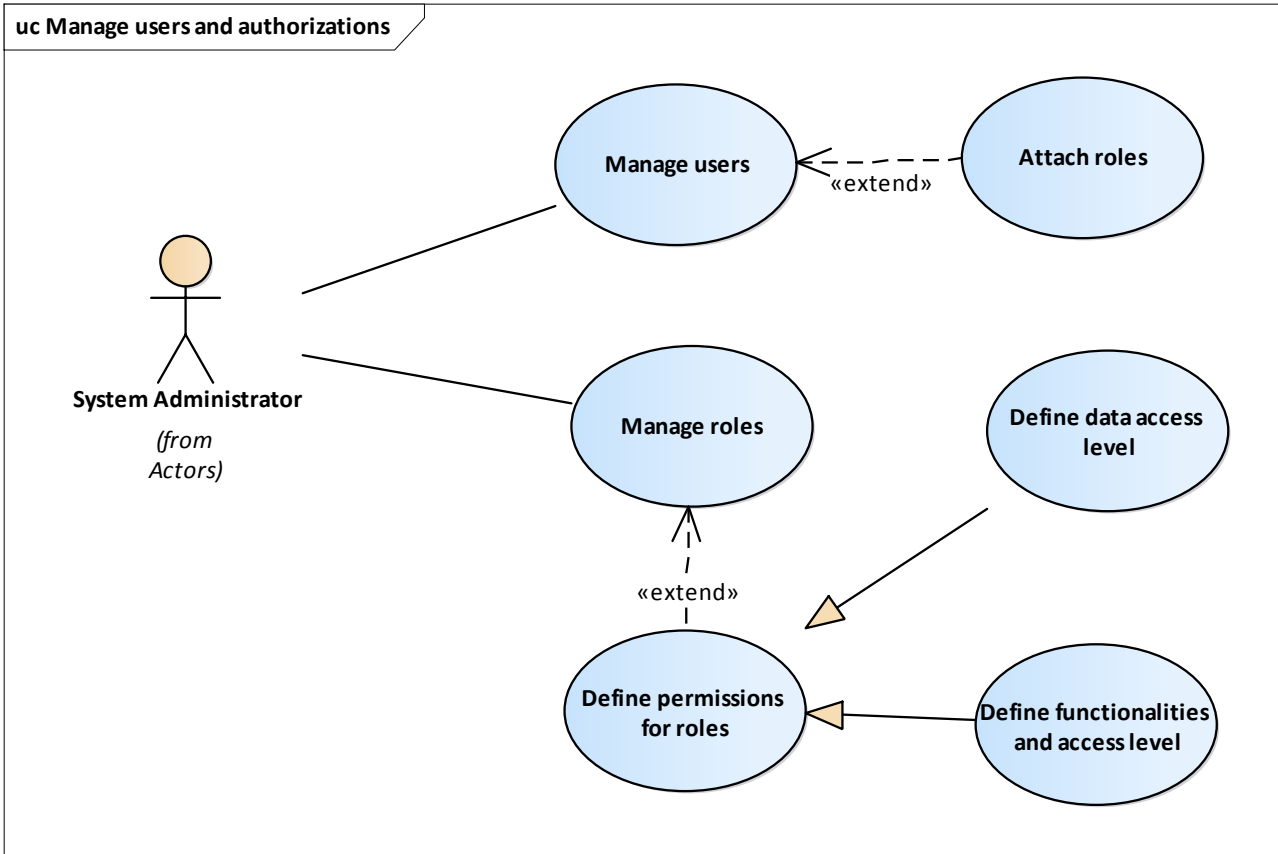 uc Manage users and authorizations
Manage users
Attach roles
«extend»
System Administrator
(from
Actors)
Manage roles
Define data access
level
«extend»
Define permissions
for roles
Define functionalities
and access level